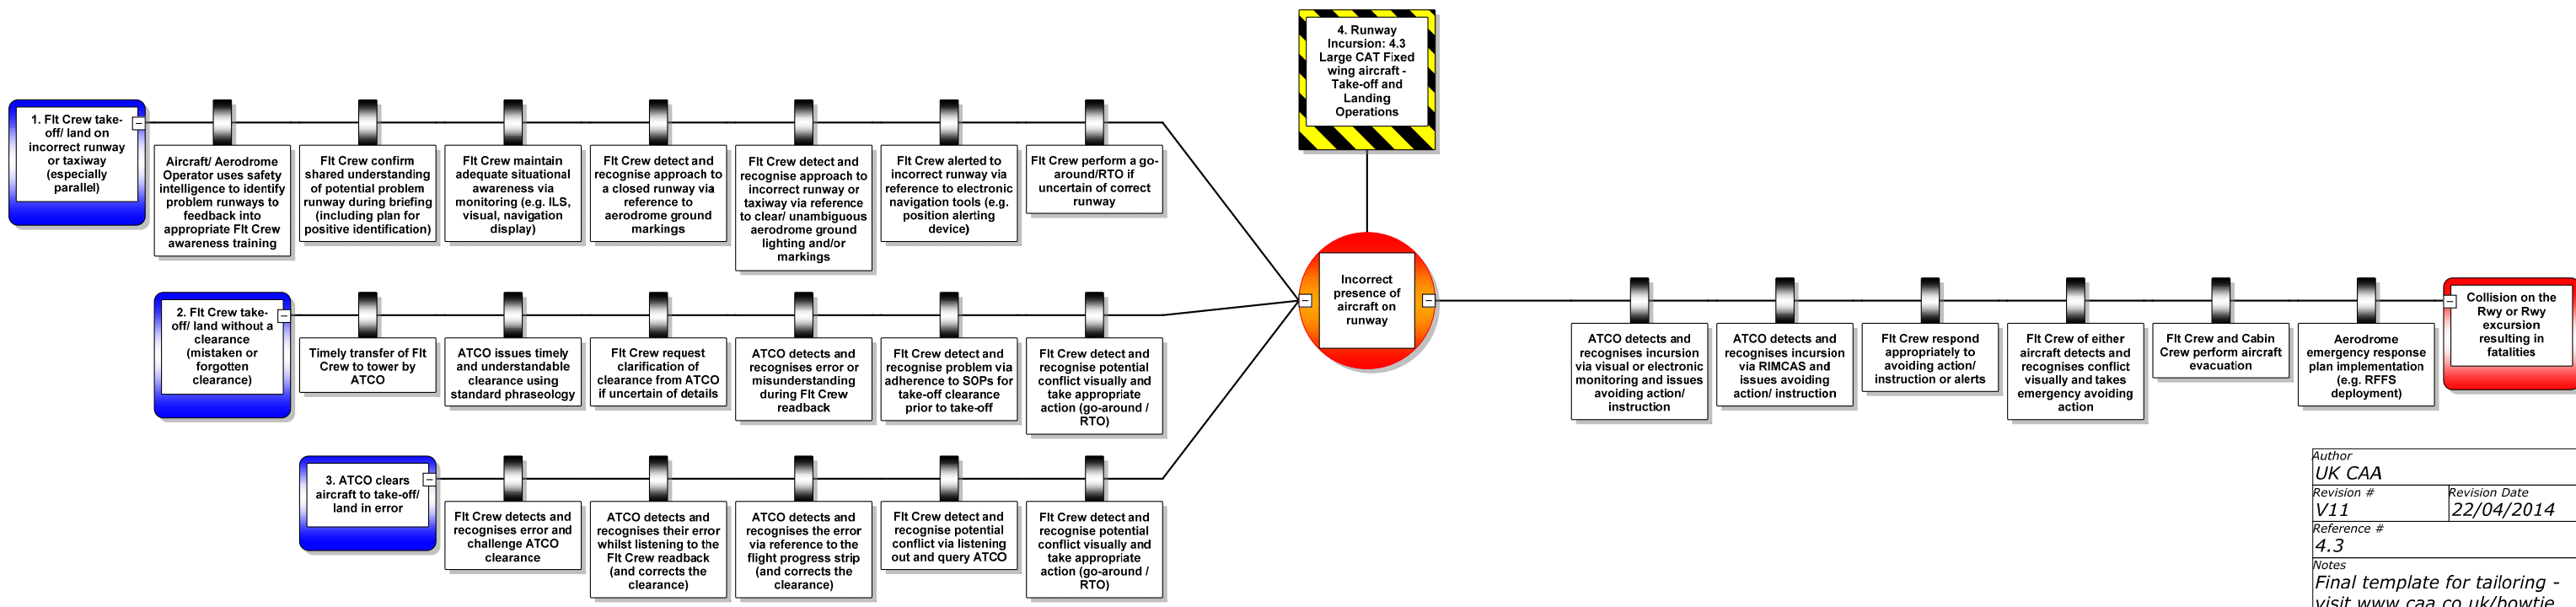 4. Runway
Incursion: 4.3
Large CAT Fixed
wing aircraft -
Take-off and
Landing
Operations
1. Flt Crew take-
off/ land on
incorrect runway
or taxiway
(especially
parallel)
Aircraft/ Aerodrome
Operator uses safety
intelligence to identify
problem runways to
feedback into
appropriate Flt Crew
awareness training
Flt Crew confirm
shared understanding
of potential problem
runway during briefing
(including plan for
positive identification)
Flt Crew maintain
adequate situational
awareness via
monitoring (e.g. ILS,
visual, navigation
display)
Flt Crew detect and
recognise approach to
a closed runway via
reference to
aerodrome ground
markings
Flt Crew detect and
recognise approach to
incorrect runway or
taxiway via reference
to clear/ unambiguous
aerodrome ground
lighting and/or
markings
Flt Crew alerted to
incorrect runway via
reference to electronic
navigation tools (e.g.
position alerting
device)
Flt Crew perform a go-
around/RTO if
uncertain of correct
runway
2. Flt Crew take-
off/ land without a
clearance
(mistaken or
forgotten
clearance)
Timely transfer of Flt
Crew to tower by
ATCO
ATCO issues timely
and understandable
clearance using
standard phraseology
Flt Crew request
clarification of
clearance from ATCO
if uncertain of details
ATCO detects and
recognises error or
misunderstanding
during Flt Crew
readback
Flt Crew detect and
recognise problem via
adherence to SOPs for
take-off clearance
prior to take-off
Flt Crew detect and
recognise potential
conflict visually and
take appropriate
action (go-around /
RTO)
3. ATCO clears
aircraft to take-off/
land in error
Flt Crew detects and
recognises error and
challenge ATCO
clearance
ATCO detects and
recognises their error
whilst listening to the
Flt Crew readback
(and corrects the
clearance)
ATCO detects and
recognises the error
via reference to the
flight progress strip
(and corrects the
clearance)
Flt Crew detect and
recognise potential
conflict via listening
out and query ATCO
Flt Crew detect and
recognise potential
conflict visually and
take appropriate
action (go-around /
RTO)
Incorrect
presence of
aircraft on
runway
ATCO detects and
recognises incursion
via visual or electronic
monitoring and issues
avoiding action/
instruction
ATCO detects and
recognises incursion
via RIMCAS and
issues avoiding
action/ instruction
Flt Crew respond
appropriately to
avoiding action/
instruction or alerts
Flt Crew of either
aircraft detects and
recognises conflict
visually and takes
emergency avoiding
action
Flt Crew and Cabin
Crew perform aircraft
evacuation
Aerodrome
emergency response
plan implementation
(e.g. RFFS
deployment)
Collision on the
Rwy or Rwy
excursion
resulting in
fatalities
Author
UK CAA
Revision #
V11
Revision Date
22/04/2014
Reference #
4.3
Notes
Final template for tailoring -
visit www.caa.co.uk/bowtie